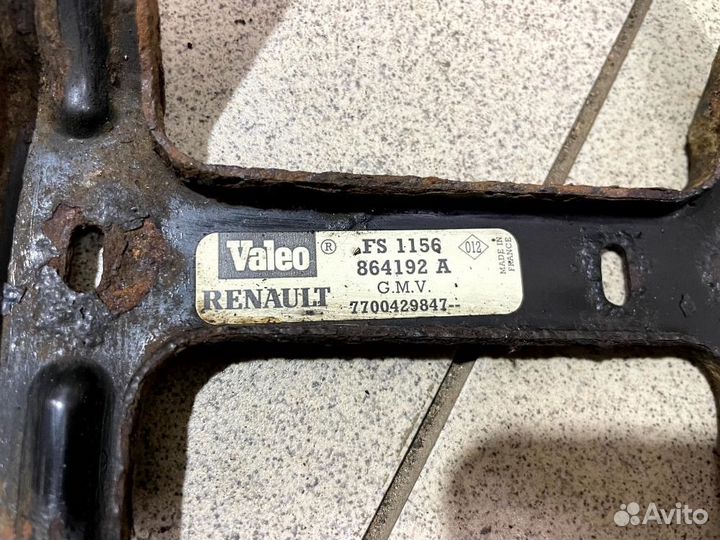 Valeo ® FS 1156 012
864192 A
G.M.V.
RENAULT
7700429847--
MADE IN
FRANCE
Avito